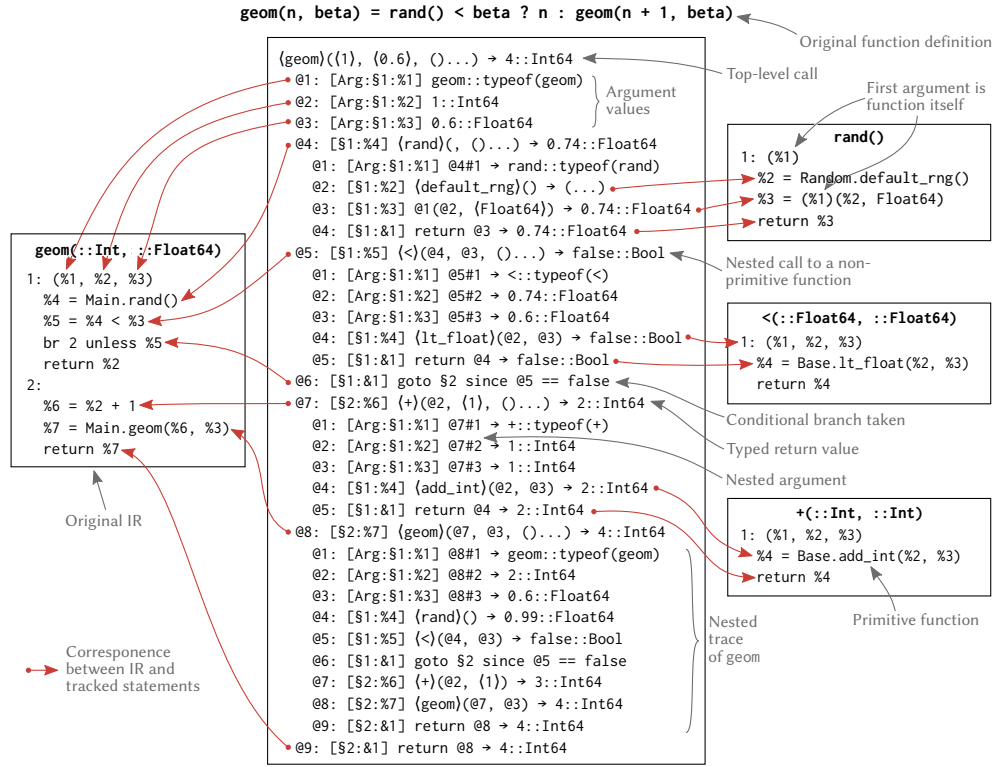 geom(n, beta) = rand() < beta ? n : geom(n + 1, beta)
Original function definition
⟨geom⟩(⟨1⟩, ⟨0.6⟩, ()...) → 4::Int64
Top-level call
@1: [Arg:§1:%1] geom::typeof(geom)
@2: [Arg:§1:%2] 1::Int64
@3: [Arg:§1:%3] 0.6::Float64
Argument
values
@4: [§1:%4] ⟨rand⟩(, ()...) → 0.74::Float64
@1: [Arg:§1:%1] @4#1 → rand::typeof(rand)
@2: [§1:%2] ⟨default_rng⟩() → (...)
@3: [§1:%3] @1(@2, ⟨Float64⟩) → 0.74::Float64
@4: [§1:&1] return @3 → 0.74::Float64
@5: [§1:%5] ⟨<⟩(@4, @3, ()...) → false::Bool
@1: [Arg:§1:%1] @5#1 → <::typeof(<)
@2: [Arg:§1:%2] @5#2 → 0.74::Float64
@3: [Arg:§1:%3] @5#3 → 0.6::Float64
@4: [§1:%4] ⟨lt_float⟩(@2, @3) → false::Bool
@5: [§1:&1] return @4 → false::Bool
@6: [§1:&1] goto §2 since @5 == false
@7: [§2:%6] ⟨+⟩(@2, ⟨1⟩, ()...) → 2::Int64
@1: [Arg:§1:%1] @7#1 → +::typeof(+)
@2: [Arg:§1:%2] @7#2 → 1::Int64
@3: [Arg:§1:%3] @7#3 → 1::Int64
@4: [§1:%4] ⟨add_int⟩(@2, @3) → 2::Int64
@5: [§1:&1] return @4 → 2::Int64
@8: [§2:%7] ⟨geom⟩(@7, @3, ()...) → 4::Int64
@1: [Arg:§1:%1] @8#1 → geom::typeof(geom)
@2: [Arg:§1:%2] @8#2 → 2::Int64
@3: [Arg:§1:%3] @8#3 → 0.6::Float64
@4: [§1:%4] ⟨rand⟩() → 0.99::Float64
@5: [§1:%5] ⟨<⟩(@4, @3) → false::Bool
@6: [§1:&1] goto §2 since @5 == false
@7: [§2:%6] ⟨+⟩(@2, ⟨1⟩) → 3::Int64
@8: [§2:%7] ⟨geom⟩(@7, @3) → 4::Int64
@9: [§2:&1] return @8 → 4::Int64
@9: [§2:&1] return @8 → 4::Int64
geom(::Int, ::Float64)
1: (%1, %2, %3)
%4 = Main.rand()
%5 = %4 < %3
br 2 unless %5
return %2
2:
%6 = %2 + 1
%7 = Main.geom(%6, %3)
return %7
Original IR
Corresponence
between IR and
tracked statements
First argument is
function itself
rand()
1: (%1)
%2 = Random.default_rng()
%3 = (%1)(%2, Float64)
return %3
Nested call to a non-
primitive function
<(::Float64, ::Float64)
1: (%1, %2, %3)
%4 = Base.lt_float(%2, %3)
return %4
Conditional branch taken
Typed return value
Nested argument
+(::Int, ::Int)
1: (%1, %2, %3)
%4 = Base.add_int(%2, %3)
return %4
Primitive function
Nested
trace
of geom